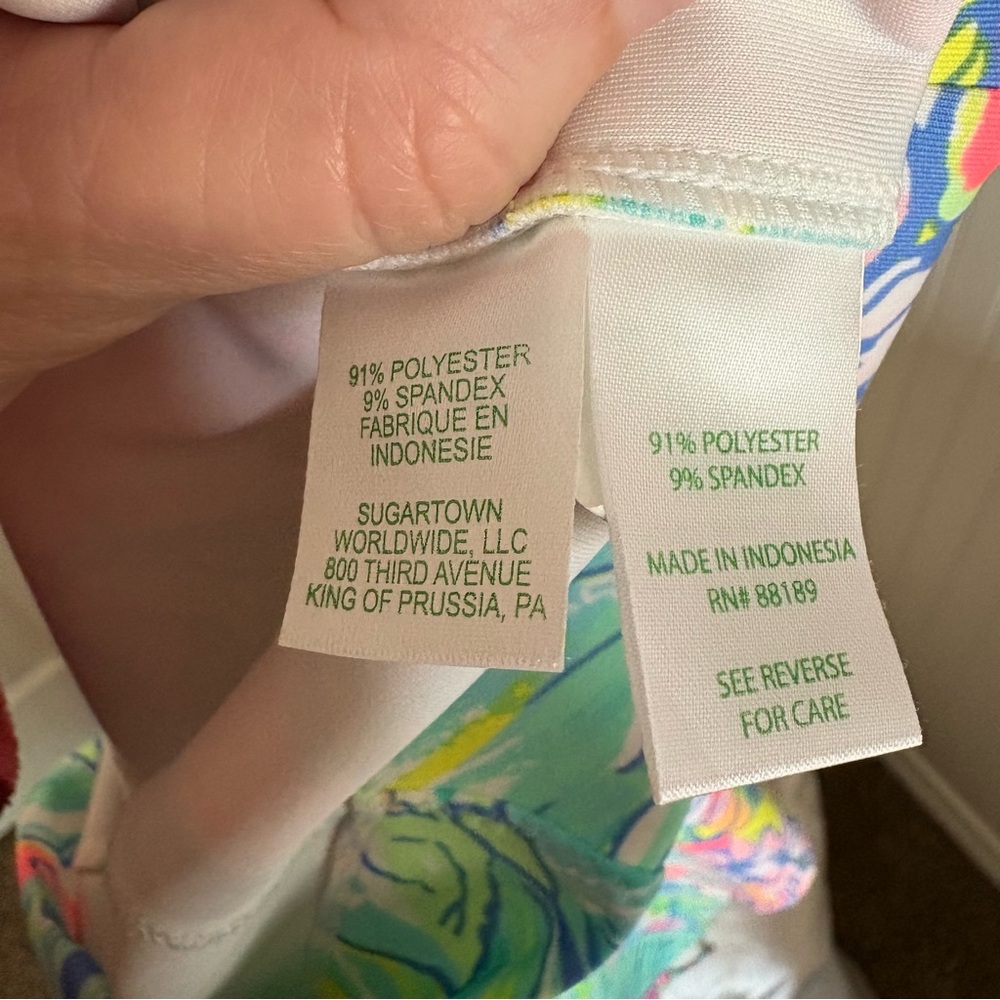 91% POLYESTER
9% SPANDEX
FABRIQUE EN
INDONESIE
SUGARTOWN
WORLDWIDE, LLC
800 THIRD AVENUE
KING OF PRUSSIA, PA
91% POLYESTER
9% SPANDEX
MADE IN INDONESIA
RN# 88189
SEE REVERSE
FOR CARE